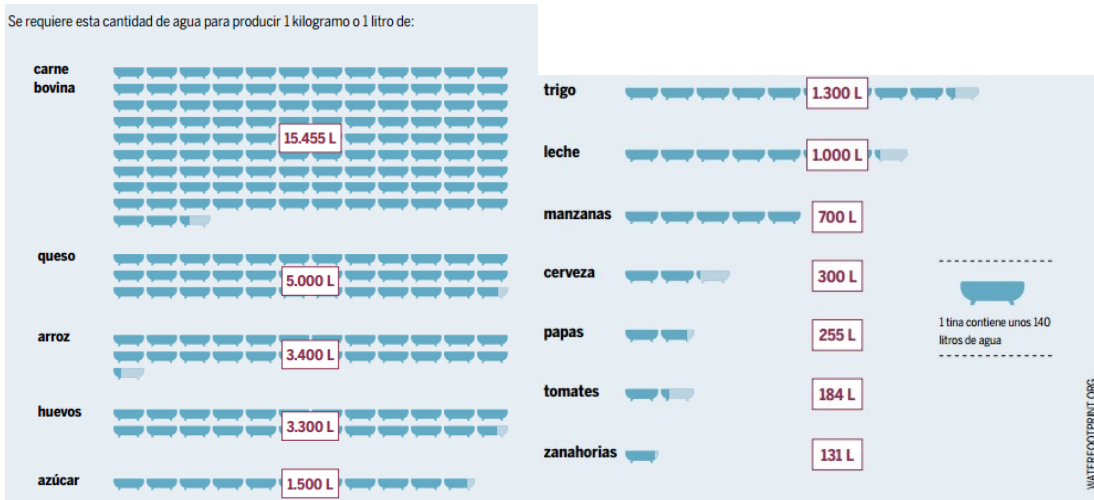 Se requiere esta cantidad de agua para producir 1 kilogramo o 1 litro de:
carne
bovina
15.455 L
queso
5.000 L
arroz
3.400 L
huevos
3.300 L
azúcar
1.500 L
trigo
1.300 L
leche
1.000 L
manzanas
700 L
cerveza
300 L
papas
255 L
tomates
184 L
zanahorias
131 L
1 tina contiene unos 140
litros de agua
WATERFOOTPRINT.ORG